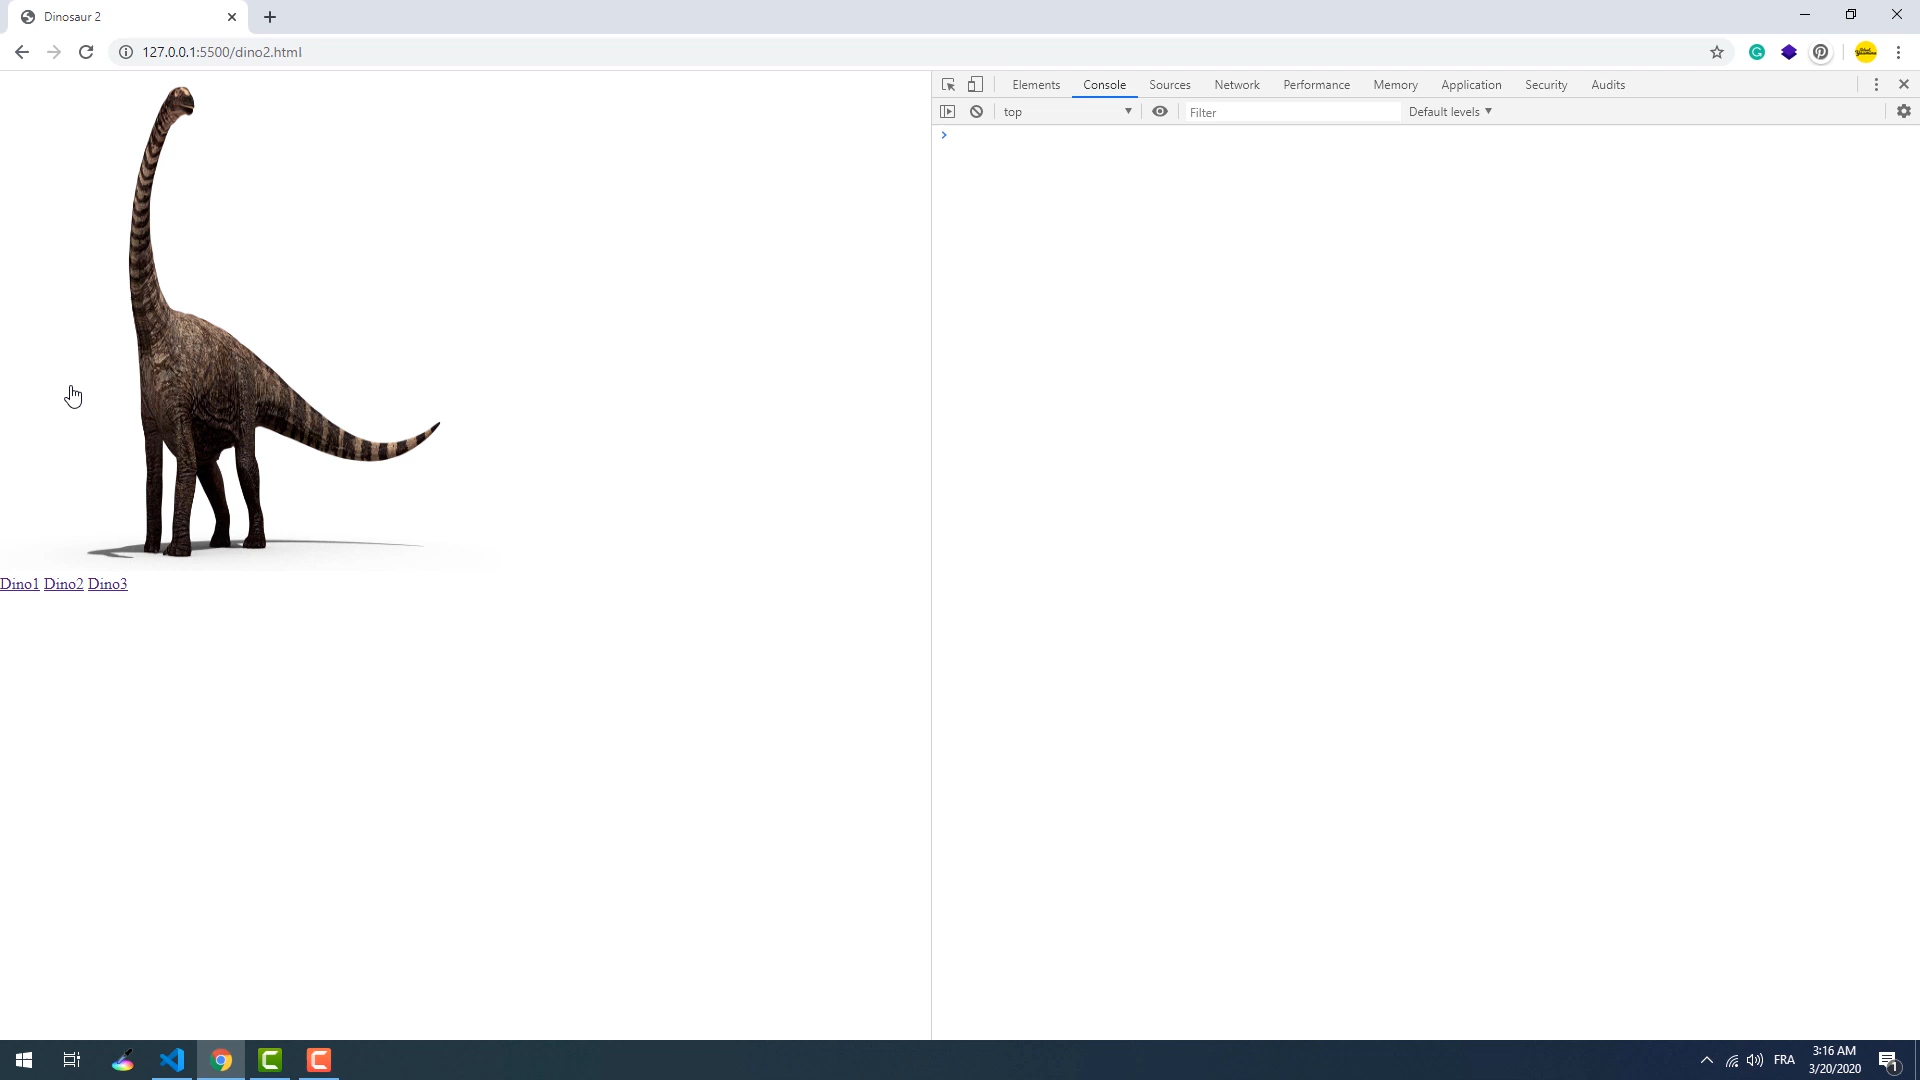 Dinosaur 2
127.0.0.1:5500/dino2.html
Elements Console Sources Network Performance Memory Application Security Audits
top Filter Default levels
Dino1 Dino2 Dino3
FRA
3:16 AM
3/20/2020
1